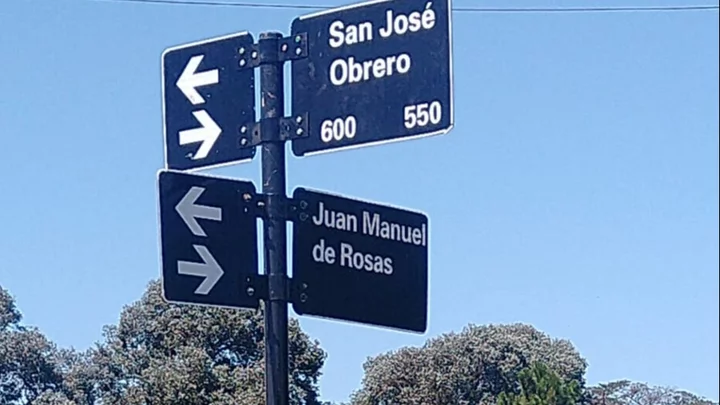 San José
Obrero
600 550
Juan Manuel
de Rosas